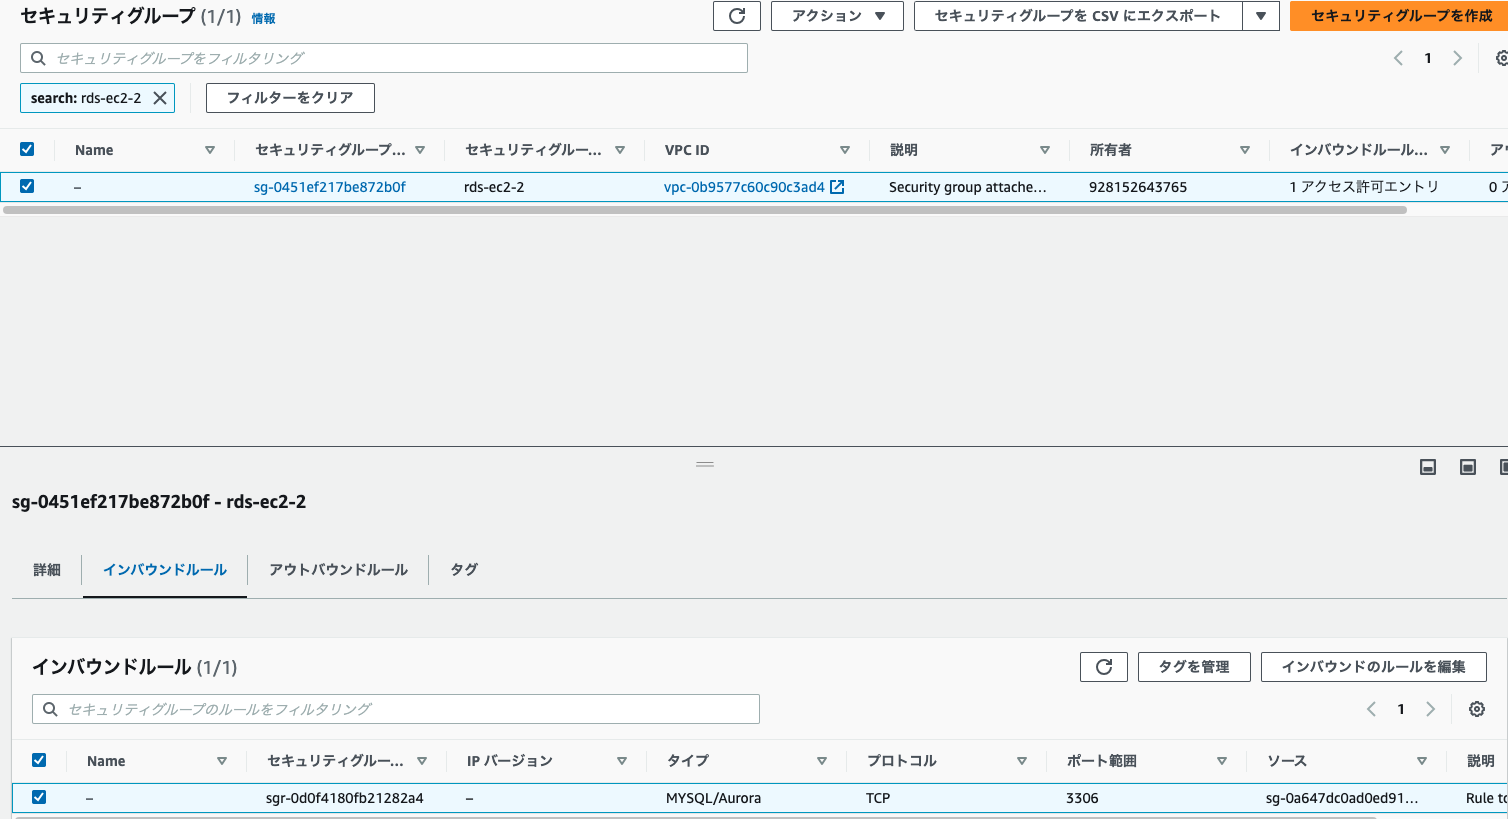 セキュリティグループ (1/1) 情報 アクション セキュリティグループを CSV にエクスポート セキュリティグループを作成
セキュリティグループをフィルタリング 1
search: rds-ec2-2 フィルターをクリア
Name セキュリティグループ... セキュリティグルー... VPC ID 説明 所有者 インバウンドルール...
– sg-0451ef217be872b0f rds-ec2-2 vpc-0b9577c60c90c3ad4 Security group attache... 928152643765 1 アクセス許可エントリ 0
sg-0451ef217be872b0f - rds-ec2-2
詳細 インバウンドルール アウトバウンドルール タグ
インバウンドルール (1/1) タグを管理 インバウンドのルールを編集
セキュリティグループのルールをフィルタリング 1
Name セキュリティグルー... IP バージョン タイプ プロトコル ポート範囲 ソース 説明
– sgr-0d0f4180fb21282a4 – MYSQL/Aurora TCP 3306 sg-0a647dc0ad0ed91... Rule